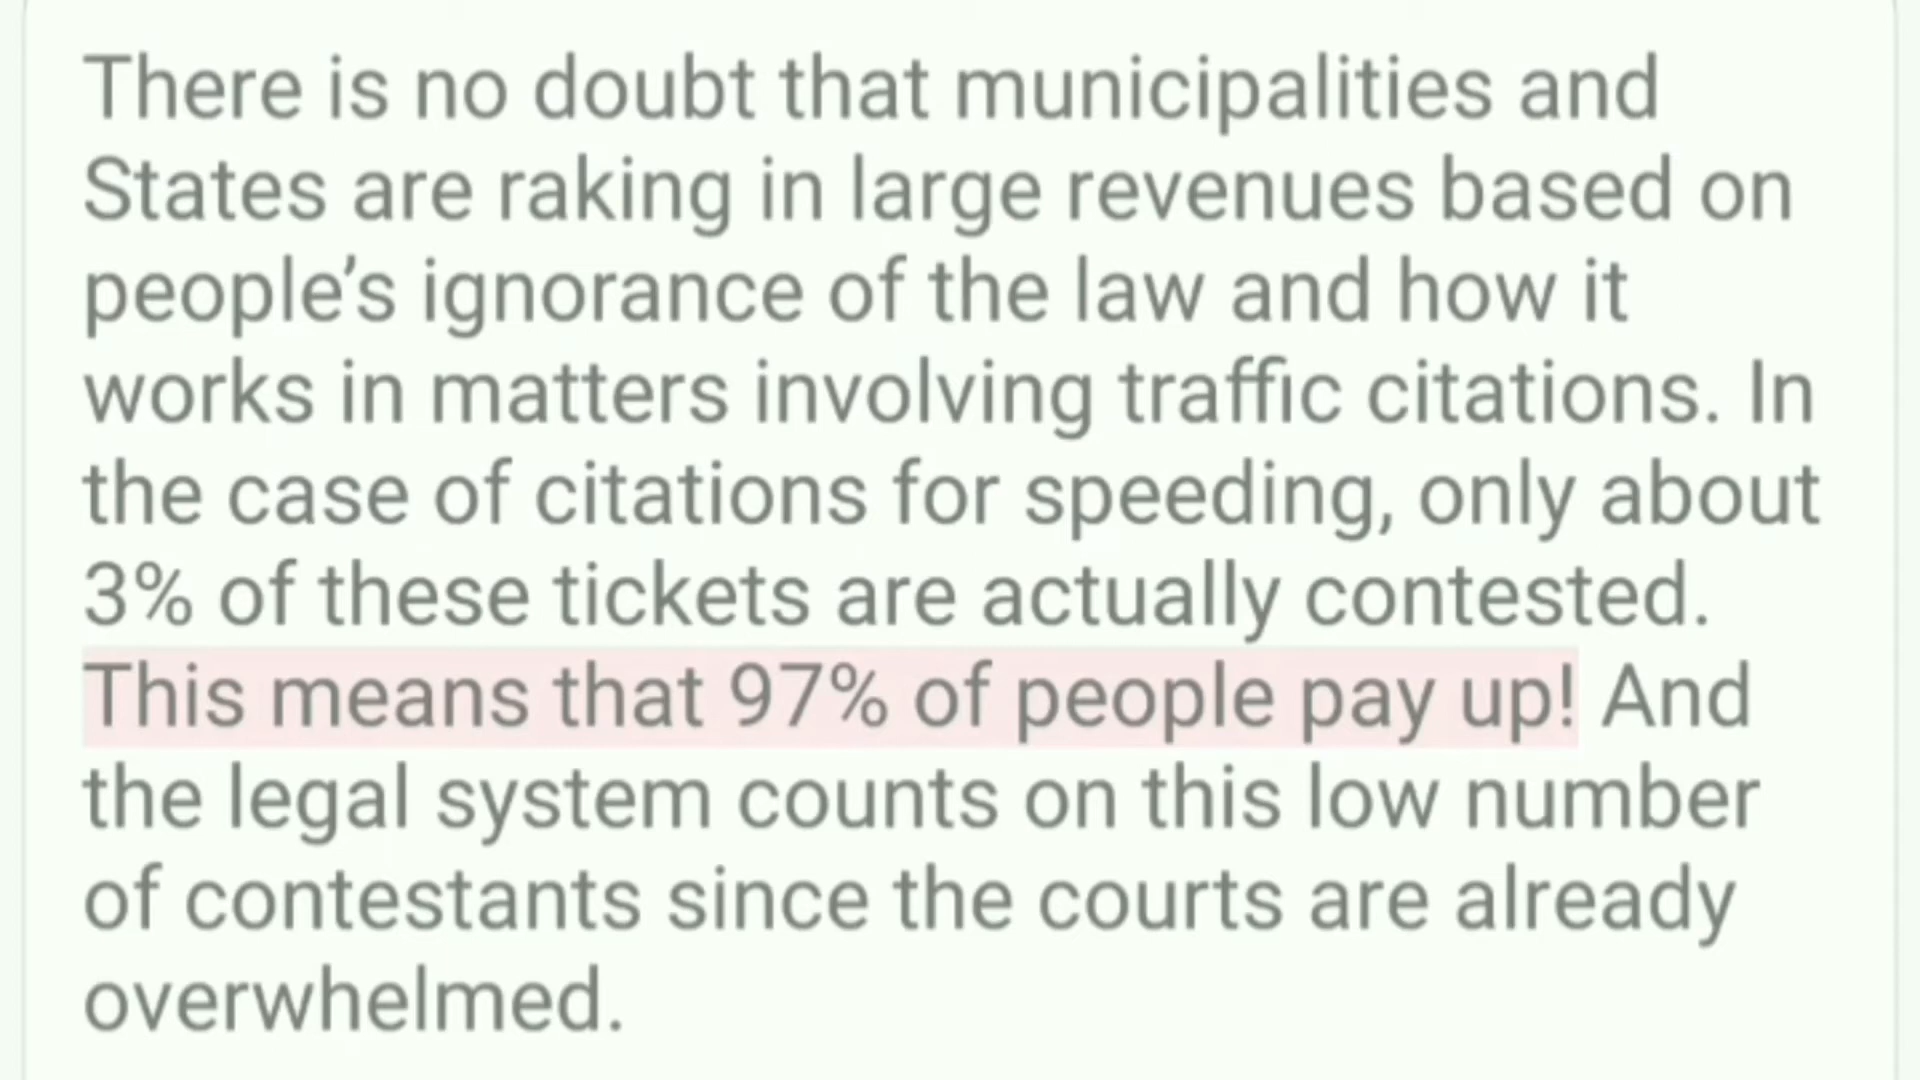 There is no doubt that municipalities and
States are raking in large revenues based on
people’s ignorance of the law and how it
works in matters involving traffic citations. In
the case of citations for speeding, only about
3% of these tickets are actually contested.
This means that 97% of people pay up! And
the legal system counts on this low number
of contestants since the courts are already
overwhelmed.